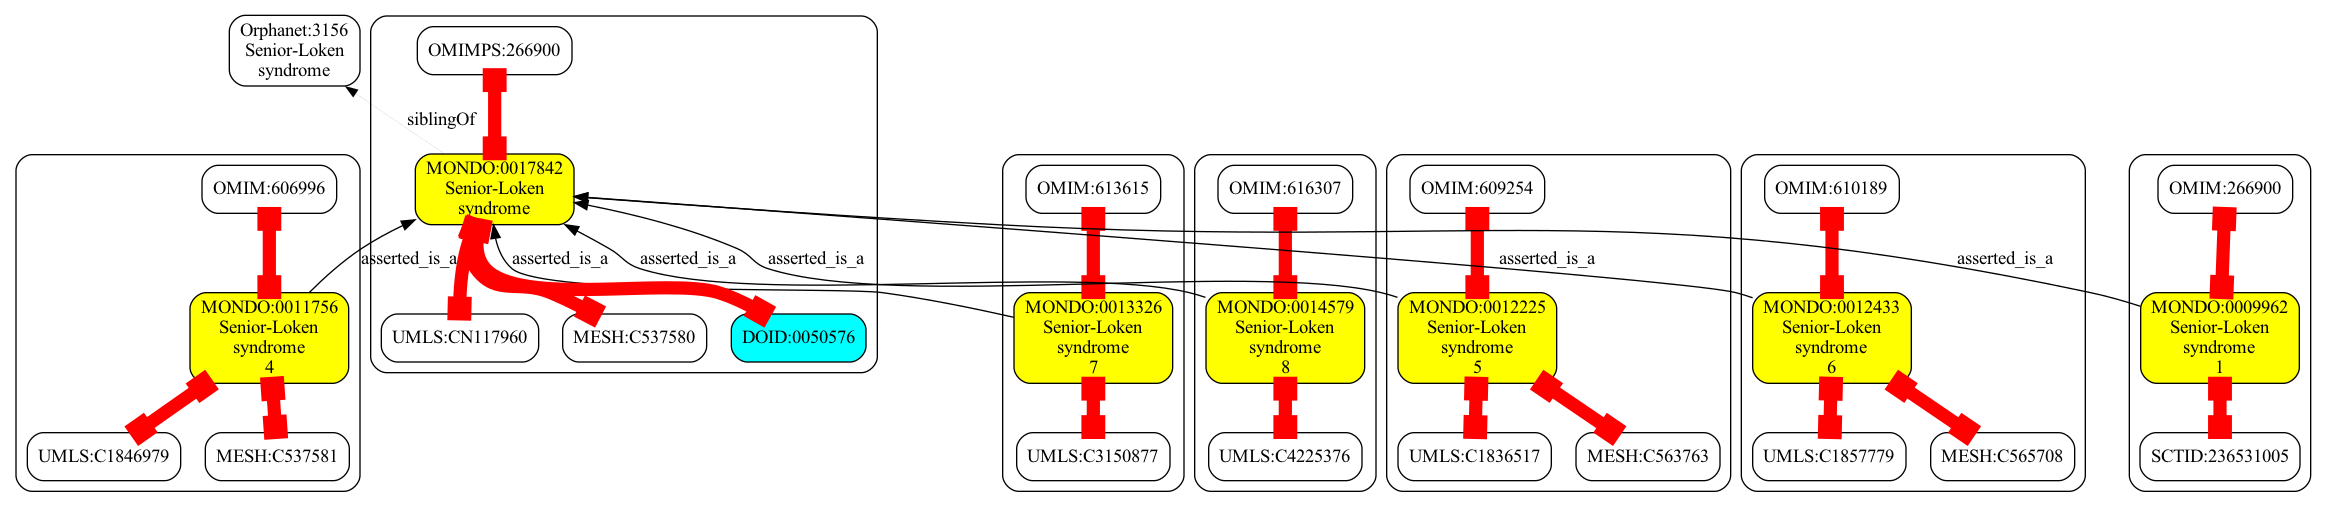 Orphanet:3156
Senior-Loken
syndrome
OMIMPS:266900
siblingOf
MONDO:0017842
Senior-Loken
syndrome
OMIM:606996
OMIM:613615
OMIM:616307
OMIM:609254
OMIM:610189
OMIM:266900
asserted_is_a
asserted_is_a
asserted_is_a
asserted_is_a
asserted_is_a
asserted_is_a
MONDO:0011756
Senior-Loken
syndrome
4
UMLS:CN117960
MESH:C537580
DOID:0050576
MONDO:0013326
Senior-Loken
syndrome
7
MONDO:0014579
Senior-Loken
syndrome
8
MONDO:0012225
Senior-Loken
syndrome
5
MONDO:0012433
Senior-Loken
syndrome
6
MONDO:0009962
Senior-Loken
syndrome
1
UMLS:C1846979
MESH:C537581
UMLS:C3150877
UMLS:C4225376
UMLS:C1836517
MESH:C563763
UMLS:C1857779
MESH:C565708
SCTID:236531005